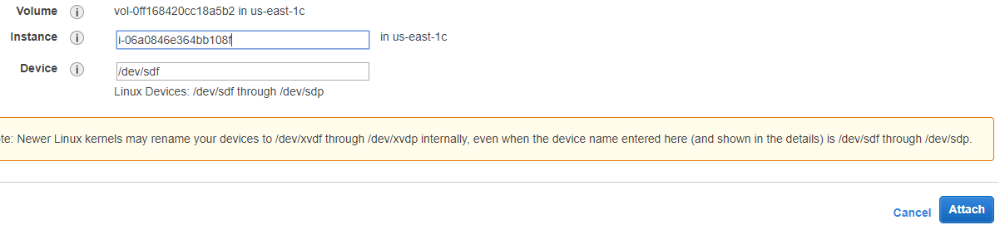 Volume i vol-0ff168420cc18a5b2 in us-east-1c
Instance i i-06a0846e364bb108f in us-east-1c
Device i /dev/sdf
Linux Devices: /dev/sdf through /dev/sdp
te: Newer Linux kernels may rename your devices to /dev/xvdf through /dev/xvdp internally, even when the device name entered here (and shown in the details) is /dev/sdf through /dev/sdp.
Cancel Attach